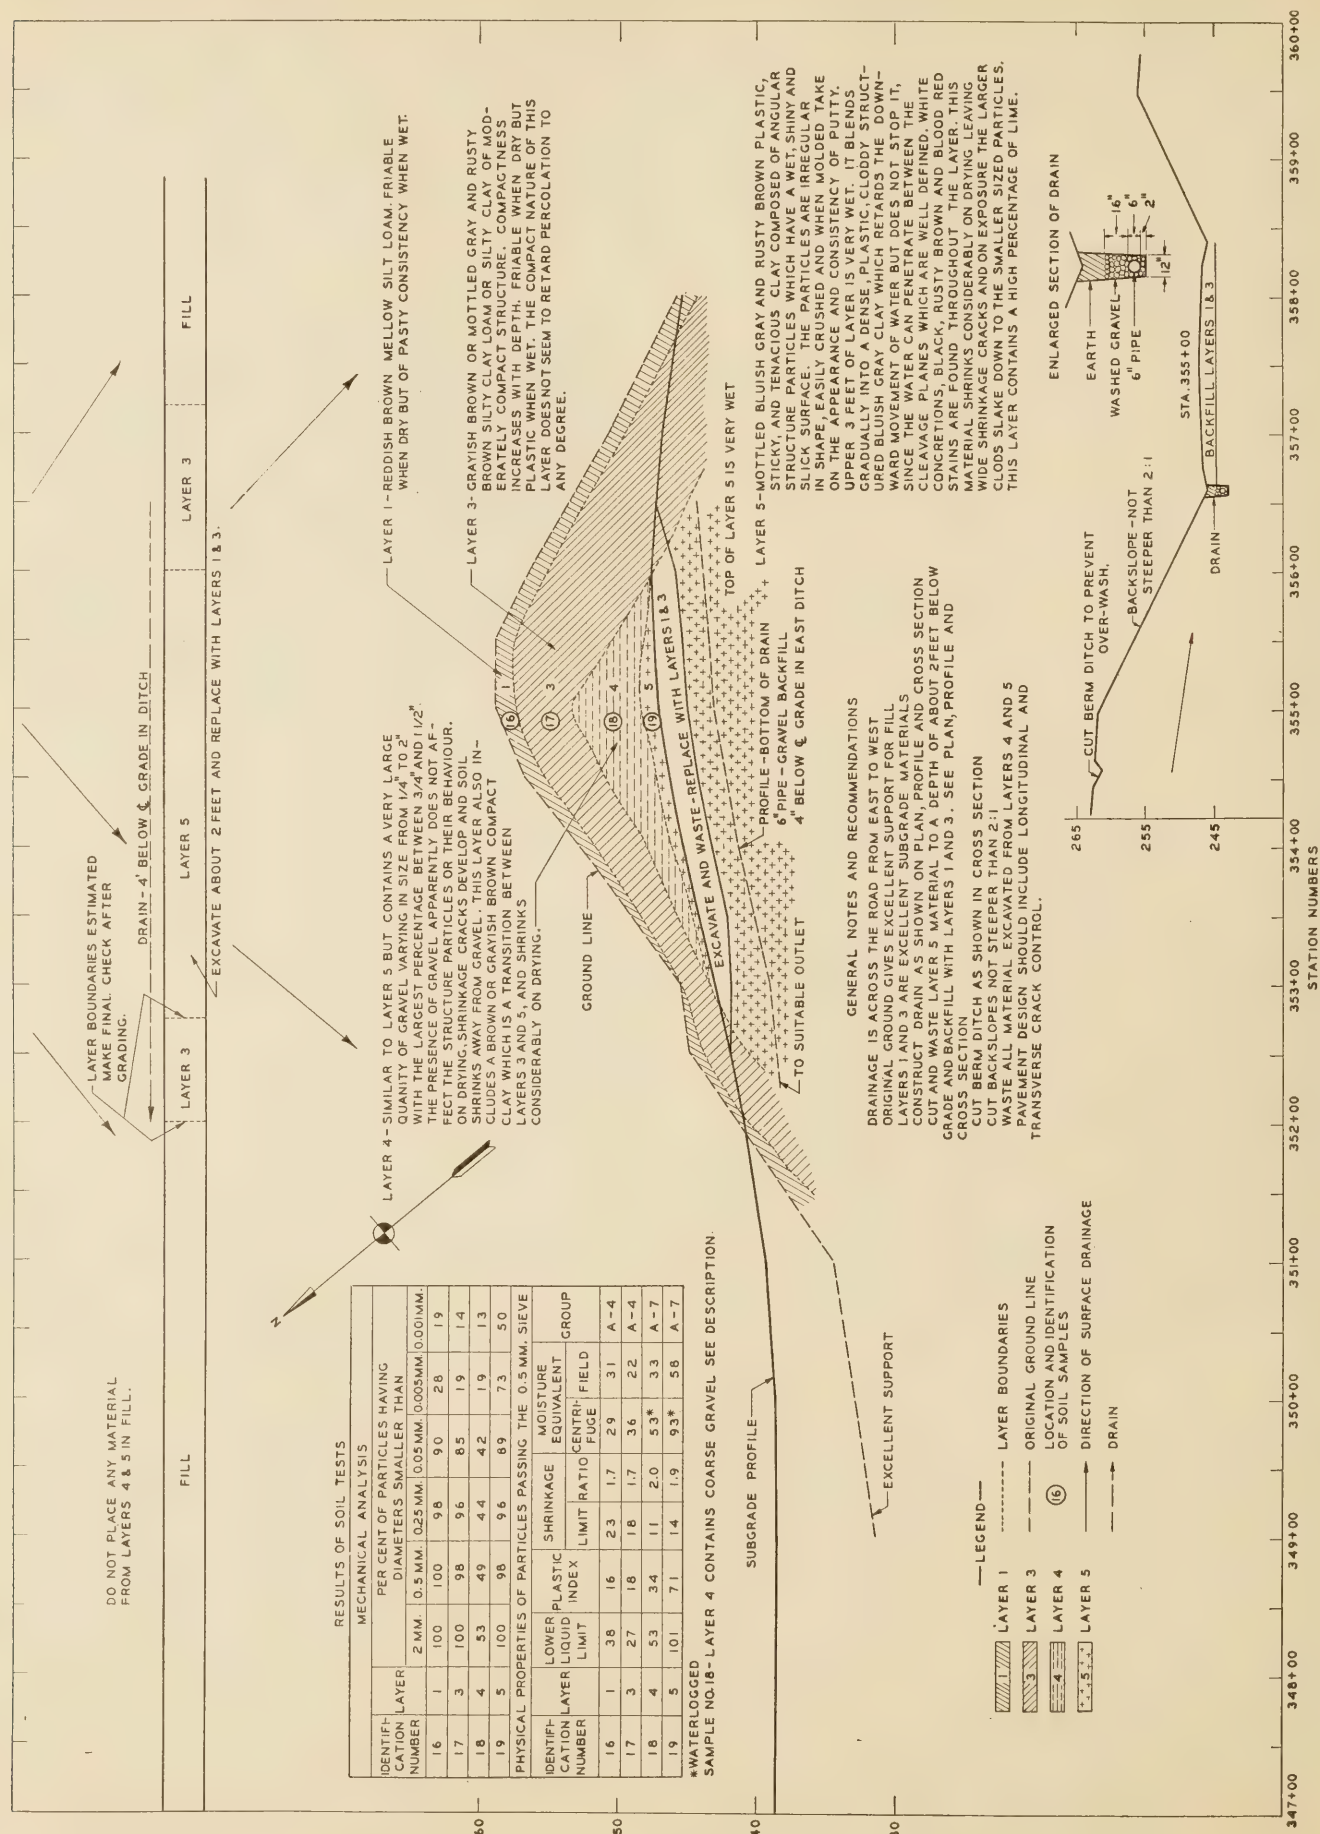 DO NOT PLACE ANY MATERIAL
FROM LAYERS 4 & 5 IN FILL.
LAYER BOUNDARIES ESTIMATED
MAKE FINAL CHECK AFTER
GRADING.
DRAIN - 4' BELOW ℄ GRADE IN DITCH
FILL
LAYER 3
LAYER 5
LAYER 3
FILL
EXCAVATE ABOUT 2 FEET AND REPLACE WITH LAYERS 1 & 3.
N
RESULTS OF SOIL TESTS
MECHANICAL ANALYSIS
IDENTIFI-
CATION
NUMBER
LAYER
PER CENT OF PARTICLES HAVING
DIAMETERS SMALLER THAN
2 MM. 0.5 MM. 0.25 MM. 0.05 MM. 0.005 MM. 0.001 MM.
16 1 100 100 98 90 28 19
17 3 100 98 96 85 19 14
18 4 53 49 44 42 19 13
19 5 100 98 96 89 73 50
PHYSICAL PROPERTIES OF PARTICLES PASSING THE 0.5 MM. SIEVE
IDENTIFI-
CATION
NUMBER
LAYER
LOWER
LIQUID
LIMIT
PLASTIC
INDEX
SHRINKAGE
LIMIT RATIO
MOISTURE
EQUIVALENT
CENTRI-
FUGE
FIELD
GROUP
16 1 38 16 23 1.7 29 31 A-4
17 3 27 18 18 1.7 36 22 A-4
18 4 53 34 11 2.0 53* 33 A-7
19 5 101 71 14 1.9 93* 58 A-7
*WATERLOGGED
SAMPLE NO. 18 - LAYER 4 CONTAINS COARSE GRAVEL SEE DESCRIPTION.
LAYER 4 - SIMILAR TO LAYER 5 BUT CONTAINS A VERY LARGE
QUANTITY OF GRAVEL VARYING IN SIZE FROM 1/4" TO 2"
WITH THE LARGEST PERCENTAGE BETWEEN 3/4" AND 1 1/2".
THE PRESENCE OF GRAVEL APPARENTLY DOES NOT AF-
FECT THE STRUCTURE PARTICLES OR THEIR BEHAVIOUR.
ON DRYING, SHRINKAGE CRACKS DEVELOP AND SOIL
SHRINKS AWAY FROM GRAVEL. THIS LAYER ALSO IN-
CLUDES A BROWN OR GRAYISH BROWN COMPACT
CLAY WHICH IS A TRANSITION BETWEEN
LAYERS 3 AND 5, AND SHRINKS
CONSIDERABLY ON DRYING.
LAYER 1 - REDDISH BROWN MELLOW SILT LOAM. FRIABLE
WHEN DRY BUT OF PASTY CONSISTENCY WHEN WET.
LAYER 3 - GRAYISH BROWN OR MOTTLED GRAY AND RUSTY
BROWN SILTY CLAY LOAM OR SILTY CLAY OF MOD-
ERATELY COMPACT STRUCTURE. COMPACTNESS
INCREASES WITH DEPTH. FRIABLE WHEN DRY BUT
PLASTIC WHEN WET. THE COMPACT NATURE OF THIS
LAYER DOES NOT SEEM TO RETARD PERCOLATION TO
ANY DEGREE.
GROUND LINE
16 1
17 3
18 4
19 5
EXCAVATE AND WASTE - REPLACE WITH LAYERS 1 & 3
TOP OF LAYER 5 IS VERY WET
PROFILE - BOTTOM OF DRAIN
6" PIPE - GRAVEL BACKFILL
4" BELOW ℄ GRADE IN EAST DITCH
TO SUITABLE OUTLET
SUBGRADE PROFILE
EXCELLENT SUPPORT
LAYER 5 - MOTTLED BLUISH GRAY AND RUSTY BROWN PLASTIC,
STICKY, AND TENACIOUS CLAY COMPOSED OF ANGULAR
STRUCTURE PARTICLES WHICH HAVE A WET, SHINY AND
SLICK SURFACE. THE PARTICLES ARE IRREGULAR
IN SHAPE, EASILY CRUSHED AND WHEN MOLDED TAKE
ON THE APPEARANCE AND CONSISTENCY OF PUTTY.
UPPER 3 FEET OF LAYER IS VERY WET. IT BLENDS
GRADUALLY INTO A DENSE, PLASTIC, CLODDY STRUCT-
URED BLUISH GRAY CLAY WHICH RETARDS THE DOWN-
WARD MOVEMENT OF WATER BUT DOES NOT STOP IT,
SINCE THE WATER CAN PENETRATE BETWEEN THE
CLEAVAGE PLANES WHICH ARE WELL DEFINED. WHITE
CONCRETIONS, BLACK, RUSTY BROWN AND BLOOD RED
STAINS ARE FOUND THROUGHOUT THE LAYER. THIS
MATERIAL SHRINKS CONSIDERABLY ON DRYING LEAVING
WIDE SHRINKAGE CRACKS AND ON EXPOSURE THE LARGER
CLODS SLAKE DOWN TO THE SMALLER SIZED PARTICLES.
THIS LAYER CONTAINS A HIGH PERCENTAGE OF LIME.
GENERAL NOTES AND RECOMMENDATIONS
DRAINAGE IS ACROSS THE ROAD FROM EAST TO WEST
ORIGINAL GROUND GIVES EXCELLENT SUPPORT FOR FILL
LAYERS 1 AND 3 ARE EXCELLENT SUBGRADE MATERIALS
CONSTRUCT DRAIN AS SHOWN ON PLAN, PROFILE AND CROSS SECTION
CUT AND WASTE LAYER 5 MATERIAL TO A DEPTH OF ABOUT 2 FEET BELOW
GRADE AND BACKFILL WITH LAYERS 1 AND 3. SEE PLAN, PROFILE AND
CROSS SECTION
CUT BERM DITCH AS SHOWN IN CROSS SECTION
CUT BACKSLOPES NOT STEEPER THAN 2:1
WASTE ALL MATERIAL EXCAVATED FROM LAYERS 4 AND 5
PAVEMENT DESIGN SHOULD INCLUDE LONGITUDINAL AND
TRANSVERSE CRACK CONTROL.
LEGEND
1 LAYER 1
3 LAYER 3
4 LAYER 4
5 LAYER 5
LAYER BOUNDARIES
ORIGINAL GROUND LINE
16 LOCATION AND IDENTIFICATION
OF SOIL SAMPLES
DIRECTION OF SURFACE DRAINAGE
DRAIN
ENLARGED SECTION OF DRAIN
EARTH
WASHED GRAVEL
6" PIPE
16"
6"
2"
12"
STA. 355+00
BACKFILL LAYERS 1 & 3
CUT BERM DITCH TO PREVENT
OVER-WASH.
BACKSLOPE - NOT
STEEPER THAN 2:1
DRAIN
265
255
245
347+00 348+00 349+00 350+00 351+00 352+00 353+00 354+00 355+00 356+00 357+00 358+00 359+00 360+00
STATION NUMBERS